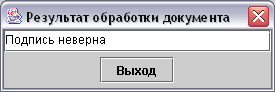 Результат обработки документа
Подпись неверна
Выход